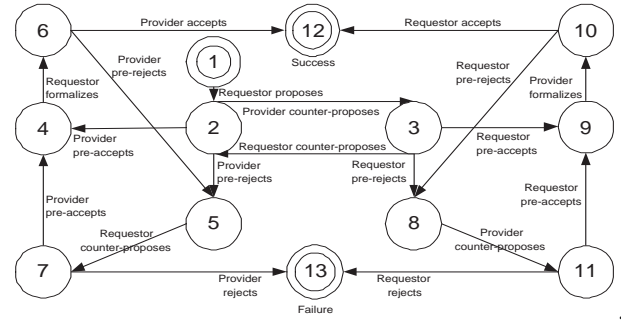 6
Provider accepts
12
Requestor accepts
10
Success
1
Provider
pre-rejects
Requestor
pre-rejects
Requestor
formalizes
Provider
formalizes
Requestor proposes
Provider counter-proposes
4
2
3
9
Provider
pre-accepts
Requestor counter-proposes
Requestor
pre-accepts
Provider
pre-rejects
Requestor
pre-rejects
Provider
pre-accepts
Requestor
pre-accepts
5
8
Requestor
counter-proposes
Provider
counter-proposes
7
13
11
Provider
rejects
Requestor
rejects
Failure